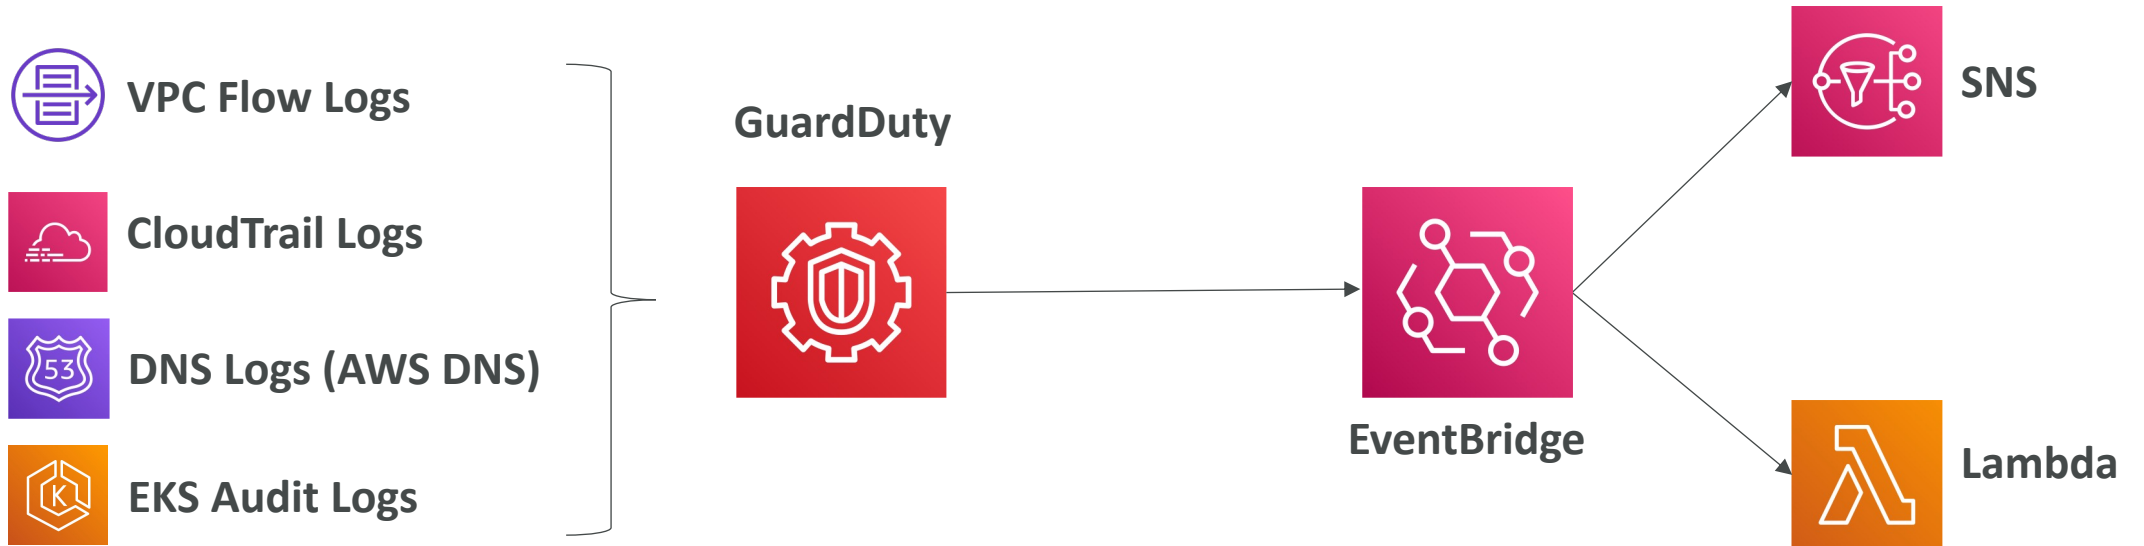 VPC Flow Logs
CloudTrail Logs
53
DNS Logs (AWS DNS)
K
EKS Audit Logs
GuardDuty
EventBridge
SNS
Lambda